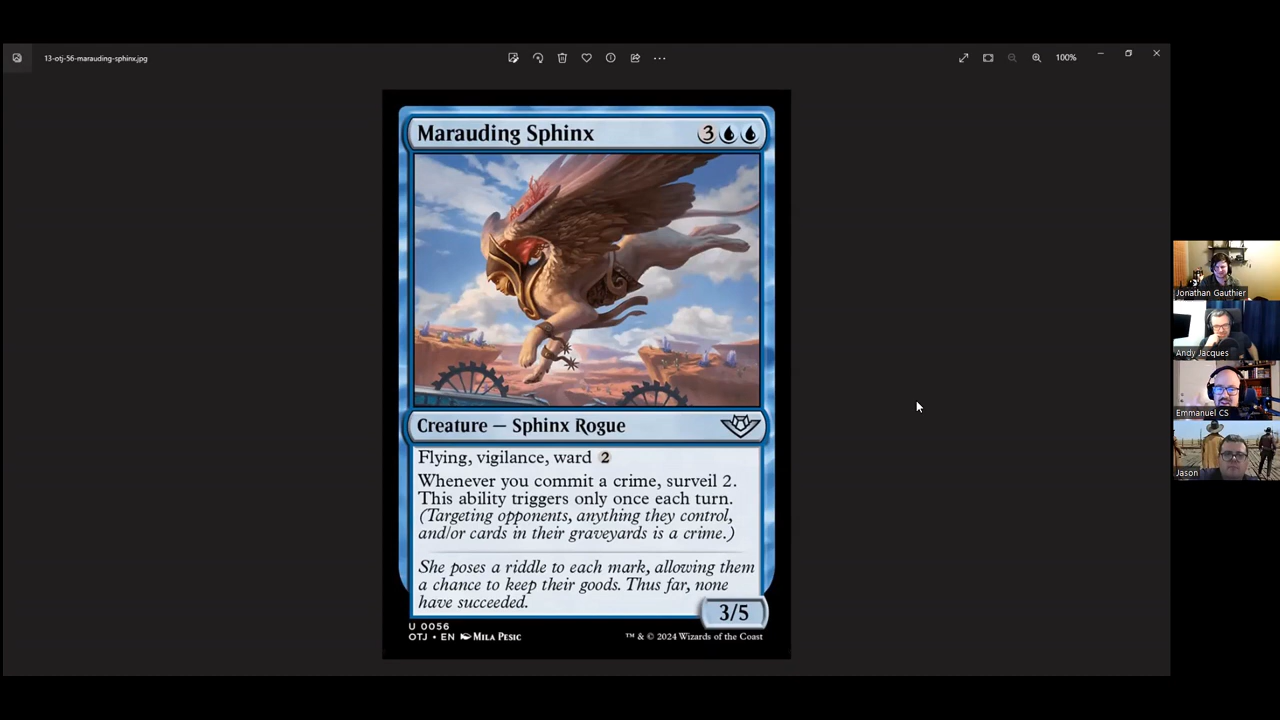 13-otj-56-marauding-sphinx.jpg
100%
Marauding Sphinx 3
Creature — Sphinx Rogue
Flying, vigilance, ward 2
Whenever you commit a crime, surveil 2.
This ability triggers only once each turn.
(Targeting opponents, anything they control,
and/or cards in their graveyards is a crime.)
She poses a riddle to each mark, allowing them
a chance to keep their goods. Thus far, none
have succeeded.
3/5
U 0056
OTJ • EN Mila Pesic
™ & © 2024 Wizards of the Coast
Jonathan Gauthier
Andy Jacques
Emmanuel CS
Jason